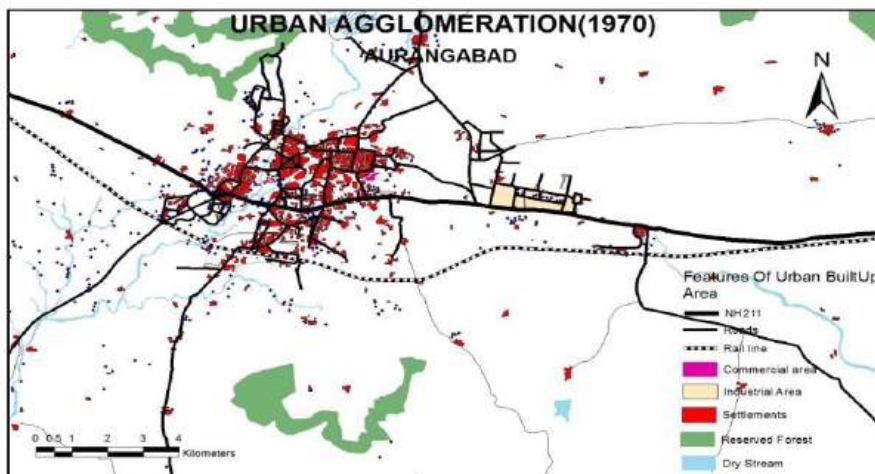 URBAN AGGLOMERATION(1970)
AURANGABAD
N
Features Of Urban BuiltUp
Area
NH211
Roads
Rail line
Commercial area
Industrial Area
Settlements
Reserved Forest
Dry Stream
0 0.5 1 2 3 4
Kilometers